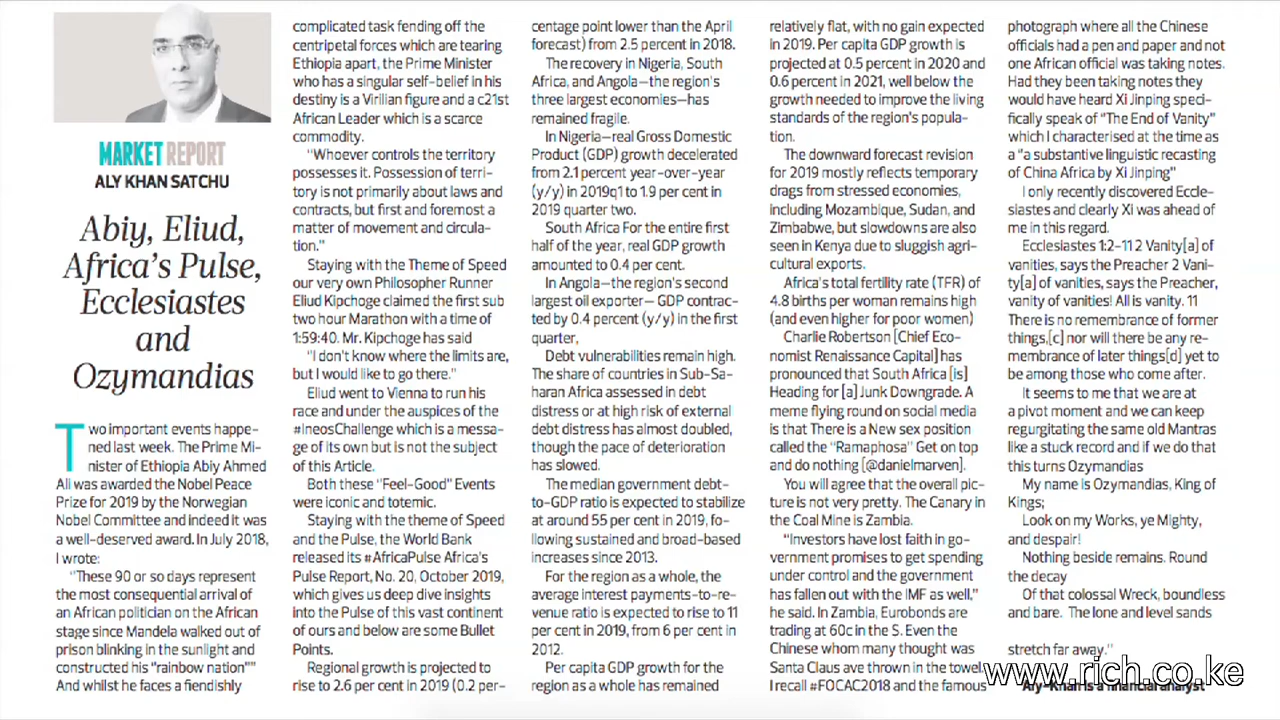 MARKET REPORT
ALY KHAN SATCHU
Abiy, Eliud,
Africa's Pulse,
Ecclesiastes
and
Ozymandias
Two important events happe-
ned last week. The Prime Mi-
nister of Ethiopia Abiy Ahmed
Ali was awarded the Nobel Peace
Prize for 2019 by the Norwegian
Nobel Committee and indeed it was
a well-deserved award. In July 2018,
I wrote:
"These 90 or so days represent
the most consequential arrival of
an African politician on the African
stage since Mandela walked out of
prison blinking in the sunlight and
constructed his "rainbow nation""
And whilst he faces a fiendishly
complicated task fending off the
centripetal forces which are tearing
Ethiopia apart, the Prime Minister
who has a singular self-belief in his
destiny is a Virilian figure and a c21st
African Leader which is a scarce
commodity.
"Whoever controls the territory
possesses it. Possession of terri-
tory is not primarily about laws and
contracts, but first and foremost a
matter of movement and circula-
tion."
Staying with the Theme of Speed
our very own Philosopher Runner
Eliud Kipchoge claimed the first sub
two hour Marathon with a time of
1:59:40. Mr. Kipchoge has said
"I don't know where the limits are,
but I would like to go there."
Eliud went to Vienna to run his
race and under the auspices of the
#IneosChallenge which is a messa-
ge of its own but is not the subject
of this Article.
Both these "Feel-Good" Events
were iconic and totemic.
Staying with the theme of Speed
and the Pulse, the World Bank
released its #AfricaPulse Africa's
Pulse Report, No. 20, October 2019,
which gives us deep dive insights
into the Pulse of this vast continent
of ours and below are some Bullet
Points.
Regional growth is projected to
rise to 2.6 per cent in 2019 (0.2 per-
centage point lower than the April
forecast) from 2.5 percent in 2018.
The recovery in Nigeria, South
Africa, and Angola—the region's
three largest economies—has
remained fragile.
In Nigeria—real Gross Domestic
Product (GDP) growth decelerated
from 2.1 percent year-over-year
(y/y) in 2019q1 to 1.9 per cent in
2019 quarter two.
South Africa For the entire first
half of the year, real GDP growth
amounted to 0.4 per cent.
In Angola—the region's second
largest oil exporter— GDP contrac-
ted by 0.4 percent (y/y) in the first
quarter,
Debt vulnerabilities remain high.
The share of countries in Sub-Sa-
haran Africa assessed in debt
distress or at high risk of external
debt distress has almost doubled,
though the pace of deterioration
has slowed.
The median government debt-
to-GDP ratio is expected to stabilize
at around 55 per cent in 2019, fo-
llowing sustained and broad-based
increases since 2013.
For the region as a whole, the
average interest payments-to-re-
venue ratio is expected to rise to 11
per cent in 2019, from 6 per cent in
2012.
Per capita GDP growth for the
region as a whole has remained
relatively flat, with no gain expected
in 2019. Per capita GDP growth is
projected at 0.5 percent in 2020 and
0.6 percent in 2021, well below the
growth needed to improve the living
standards of the region's popula-
tion.
The downward forecast revision
for 2019 mostly reflects temporary
drags from stressed economies,
including Mozambique, Sudan, and
Zimbabwe, but slowdowns are also
seen in Kenya due to sluggish agri-
cultural exports.
Africa's total fertility rate (TFR) of
4.8 births per woman remains high
(and even higher for poor women)
Charlie Robertson [Chief Eco-
nomist Renaissance Capital] has
pronounced that South Africa [is]
Heading for [a] Junk Downgrade. A
meme flying round on social media
is that There is a New sex position
called the "Ramaphosa" Get on top
and do nothing [@danielmarven].
You will agree that the overall pic-
ture is not very pretty. The Canary in
the Coal Mine is Zambia.
"Investors have lost faith in go-
vernment promises to get spending
under control and the government
has fallen out with the IMF as well,"
he said. In Zambia, Eurobonds are
trading at 60c in the S. Even the
Chinese whom many thought was
Santa Claus ave thrown in the towel
I recall #FOCAC2018 and the famous
photograph where all the Chinese
officials had a pen and paper and not
one African official was taking notes.
Had they been taking notes they
would have heard Xi Jinping speci-
fically speak of "The End of Vanity"
which I characterised at the time as
a "a substantive linguistic recasting
of China Africa by Xi Jinping"
I only recently discovered Eccle-
siastes and clearly Xi was ahead of
me in this regard.
Ecclesiastes 1:2-11 2 Vanity[a] of
vanities, says the Preacher 2 Vani-
ty[a] of vanities, says the Preacher,
vanity of vanities! All is vanity. 11
There is no remembrance of former
things,[c] nor will there be any re-
membrance of later things[d] yet to
be among those who come after.
It seems to me that we are at
a pivot moment and we can keep
regurgitating the same old Mantras
like a stuck record and if we do that
this turns Ozymandias
My name is Ozymandias, King of
Kings;
Look on my Works, ye Mighty,
and despair!
Nothing beside remains. Round
the decay
Of that colossal Wreck, boundless
and bare. The lone and level sands
stretch far away."
www.rich.co.ke
Aly-Khan is a financial analyst